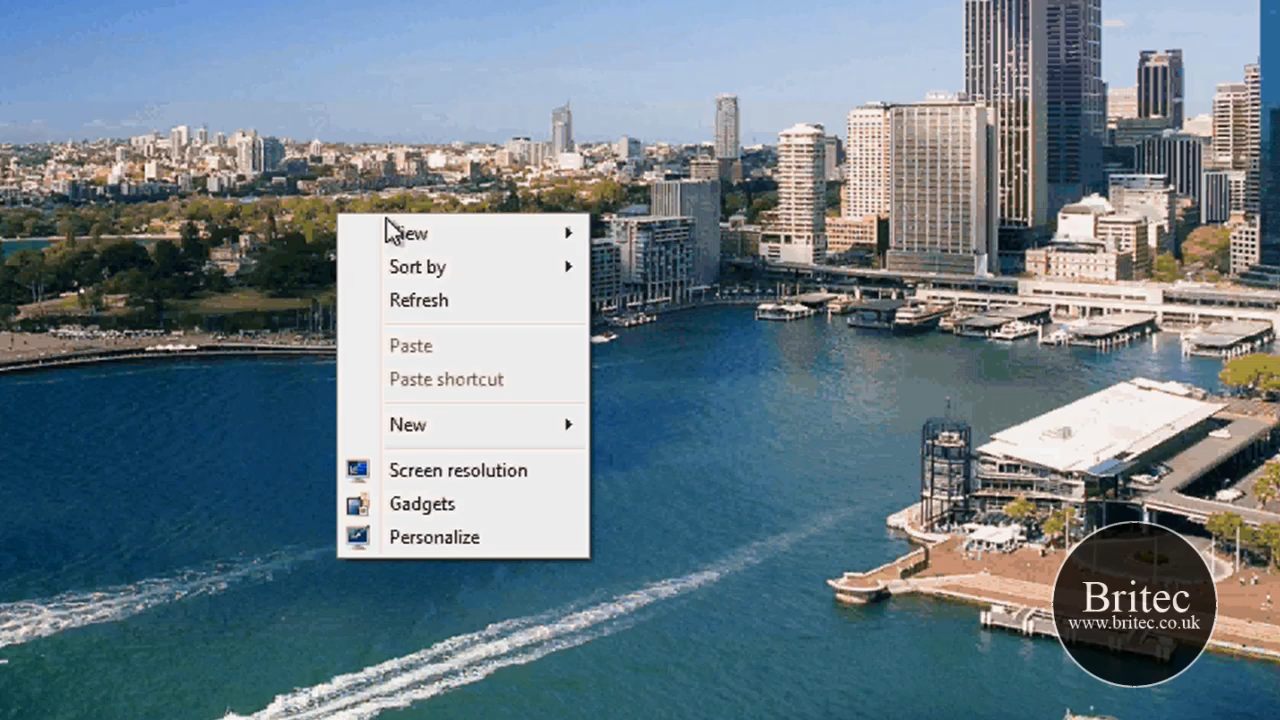 View
Sort by
Refresh
Paste
Paste shortcut
New
Screen resolution
Gadgets
Personalize
Britec
www.britec.co.uk